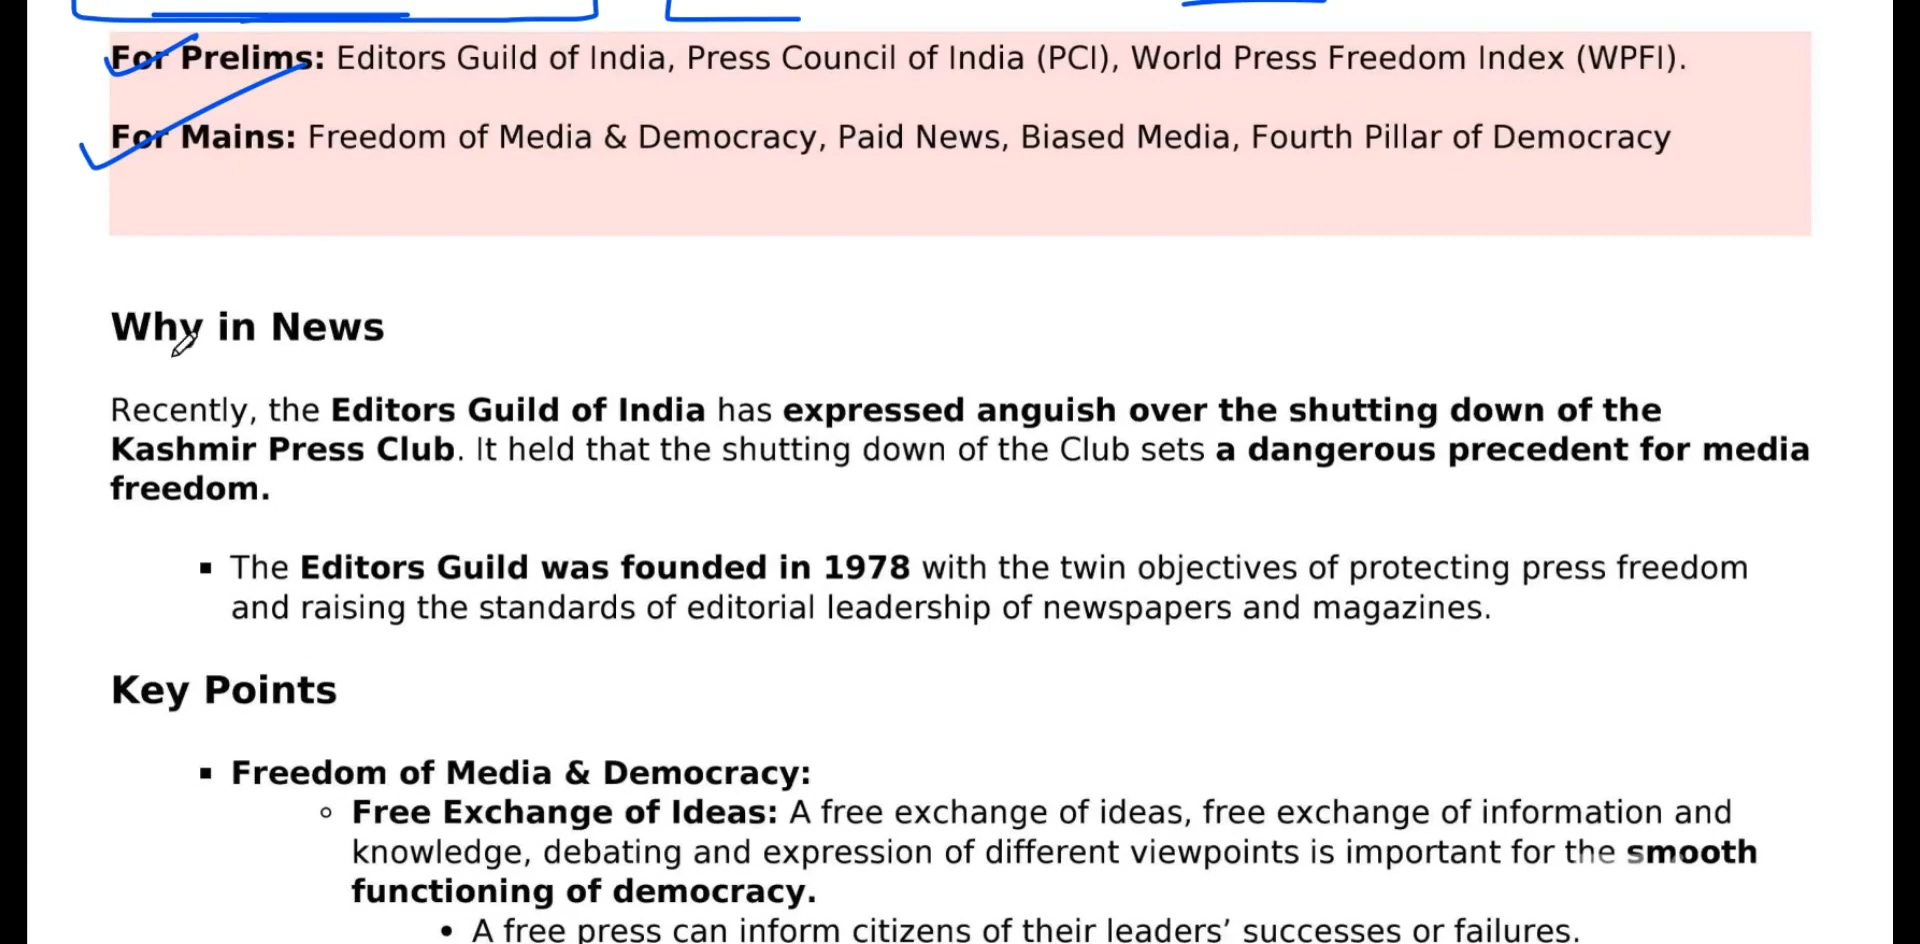 For Prelims: Editors Guild of India, Press Council of India (PCI), World Press Freedom Index (WPFI).
For Mains: Freedom of Media & Democracy, Paid News, Biased Media, Fourth Pillar of Democracy
Why in News
Recently, the Editors Guild of India has expressed anguish over the shutting down of the
Kashmir Press Club. It held that the shutting down of the Club sets a dangerous precedent for media
freedom.
▪ The Editors Guild was founded in 1978 with the twin objectives of protecting press freedom
and raising the standards of editorial leadership of newspapers and magazines.
Key Points
▪ Freedom of Media & Democracy:
◦ Free Exchange of Ideas: A free exchange of ideas, free exchange of information and
knowledge, debating and expression of different viewpoints is important for the smooth
functioning of democracy.
• A free press can inform citizens of their leaders’ successes or failures.